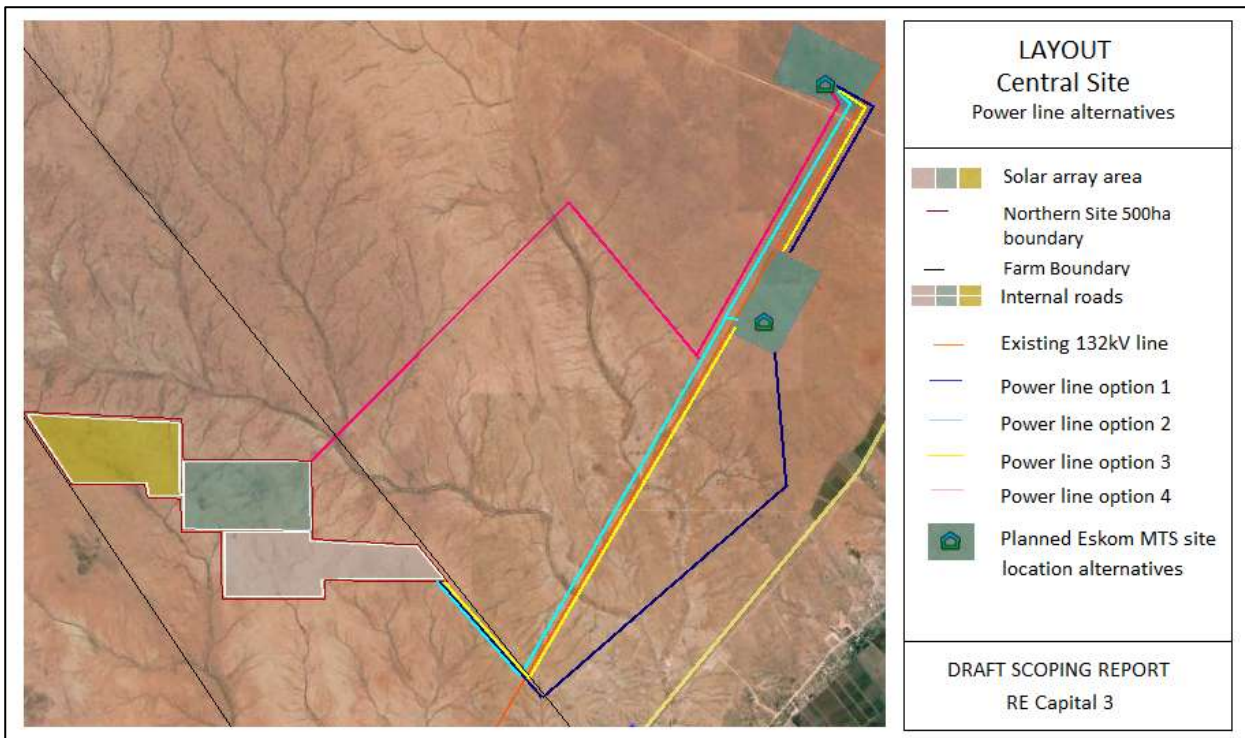 LAYOUT
Central Site
Power line alternatives
Solar array area
Northern Site 500ha
boundary
Farm Boundary
Internal roads
Existing 132kV line
Power line option 1
Power line option 2
Power line option 3
Power line option 4
Planned Eskom MTS site
location alternatives
DRAFT SCOPING REPORT
RE Capital 3